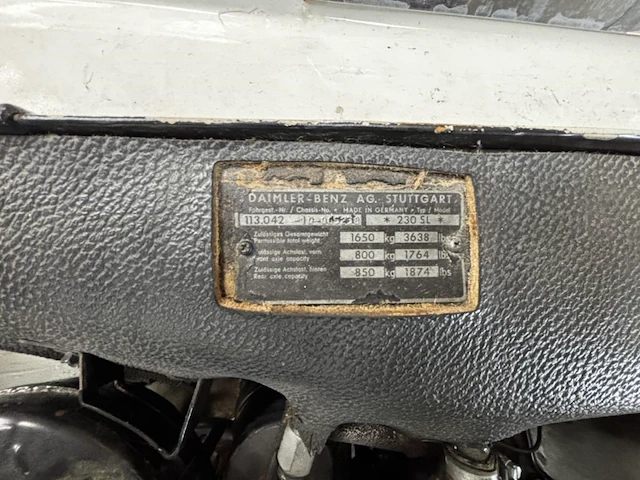 DAIMLER-BENZ AG. STUTTGART
Fahrgest.-Nr./ Chassis-No. * MADE IN GERMANY * Typ / Model
113.042 * 230 SL *
Zulässiges Gesamtgewicht 1650 kg 3638 lbs
Permissible total weight
Zulässige Achslast, vorn 800 kg 1764 lbs
Front axle capacity
Zulässige Achslast, hinten 850 kg 1874 lbs
Rear axle capacity